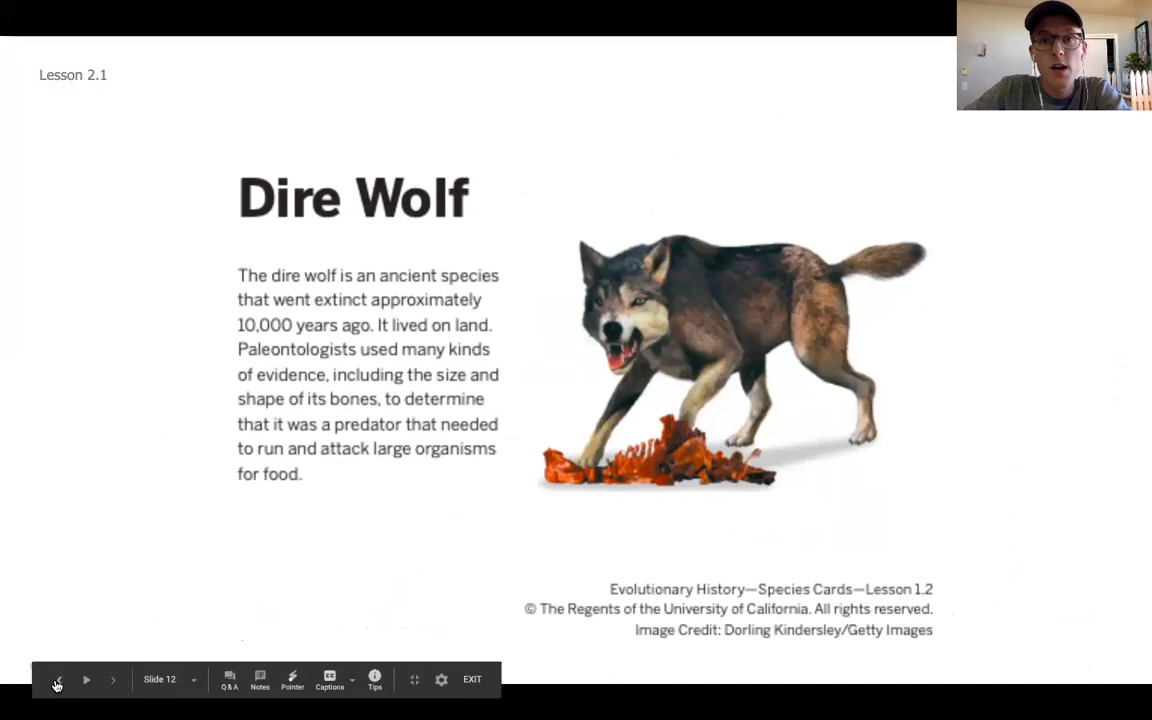 Lesson 2.1
Dire Wolf
The dire wolf is an ancient species
that went extinct approximately
10,000 years ago. It lived on land.
Paleontologists used many kinds
of evidence, including the size and
shape of its bones, to determine
that it was a predator that needed
to run and attack large organisms
for food.
Evolutionary History—Species Cards—Lesson 1.2
© The Regents of the University of California. All rights reserved.
Image Credit: Dorling Kindersley/Getty Images
Slide 12 Q & A Notes Pointer Captions Tips EXIT